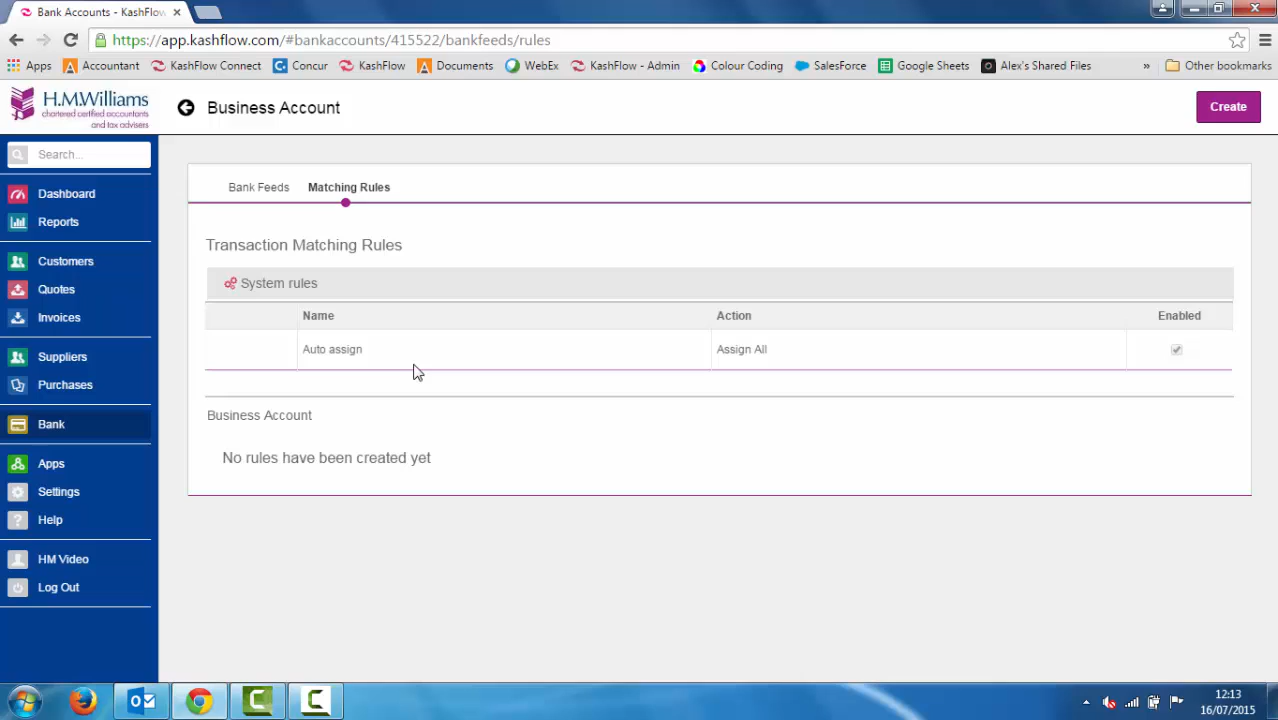 Bank Accounts - KashFlow
https://app.kashflow.com/#bankaccounts/415522/bankfeeds/rules
Apps Accountant KashFlow Connect Concur KashFlow Documents WebEx KashFlow - Admin Colour Coding SalesForce Google Sheets Alex's Shared Files » Other bookmarks
H.M.Williams
chartered certified accountants
and tax advisers
Business Account
Create
Search...
Dashboard
Reports
Customers
Quotes
Invoices
Suppliers
Purchases
Bank
Apps
Settings
Help
HM Video
Log Out
Bank Feeds Matching Rules
Transaction Matching Rules
System rules
Name Action Enabled
Auto assign Assign All
Business Account
No rules have been created yet
12:13
16/07/2015